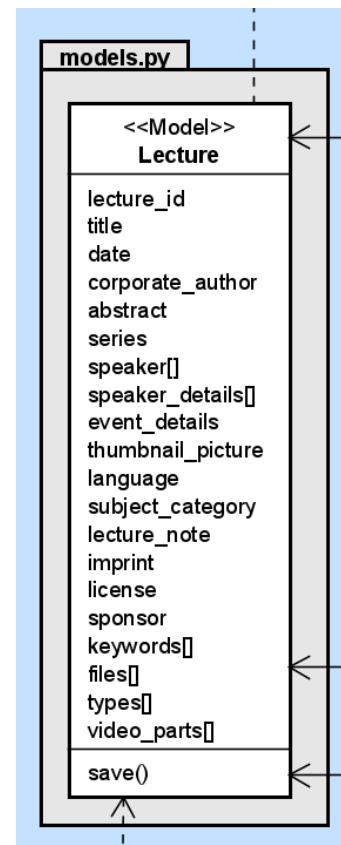 models.py
<<Model>>
Lecture
lecture_id
title
date
corporate_author
abstract
series
speaker[]
speaker_details[]
event_details
thumbnail_picture
language
subject_category
lecture_note
imprint
license
sponsor
keywords[]
files[]
types[]
video_parts[]
save()